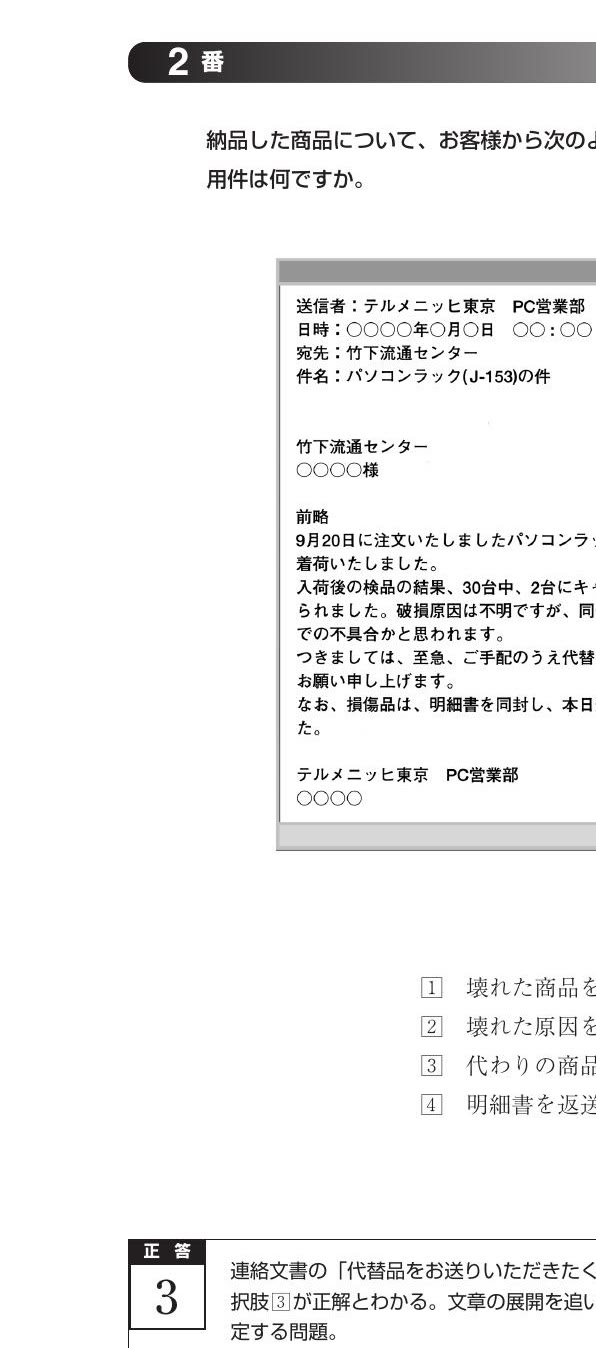 2 番
納品した商品について、お客様から次の
用件は何ですか。
送信者：テルメニッヒ東京　PC営業部
日時：○○○○年○月○日　○○：○○
宛先：竹下流通センター
件名：パソコンラック(J-153)の件
竹下流通センター
○○○○様
前略
9月20日に注文いたしましたパソコンラッ
着荷いたしました。
入荷後の検品の結果、30台中、2台にキャ
られました。破損原因は不明ですが、同
での不具合かと思われます。
つきましては、至急、ご手配のうえ代替
お願い申し上げます。
なお、損傷品は、明細書を同封し、本日
た。
テルメニッヒ東京　PC営業部
○○○○
1　壊れた商品を
2　壊れた原因を
3　代わりの商品
4　明細書を返送
正 答
3
連絡文書の「代替品をお送りいただきたく
択肢3が正解とわかる。文章の展開を追い
定する問題。